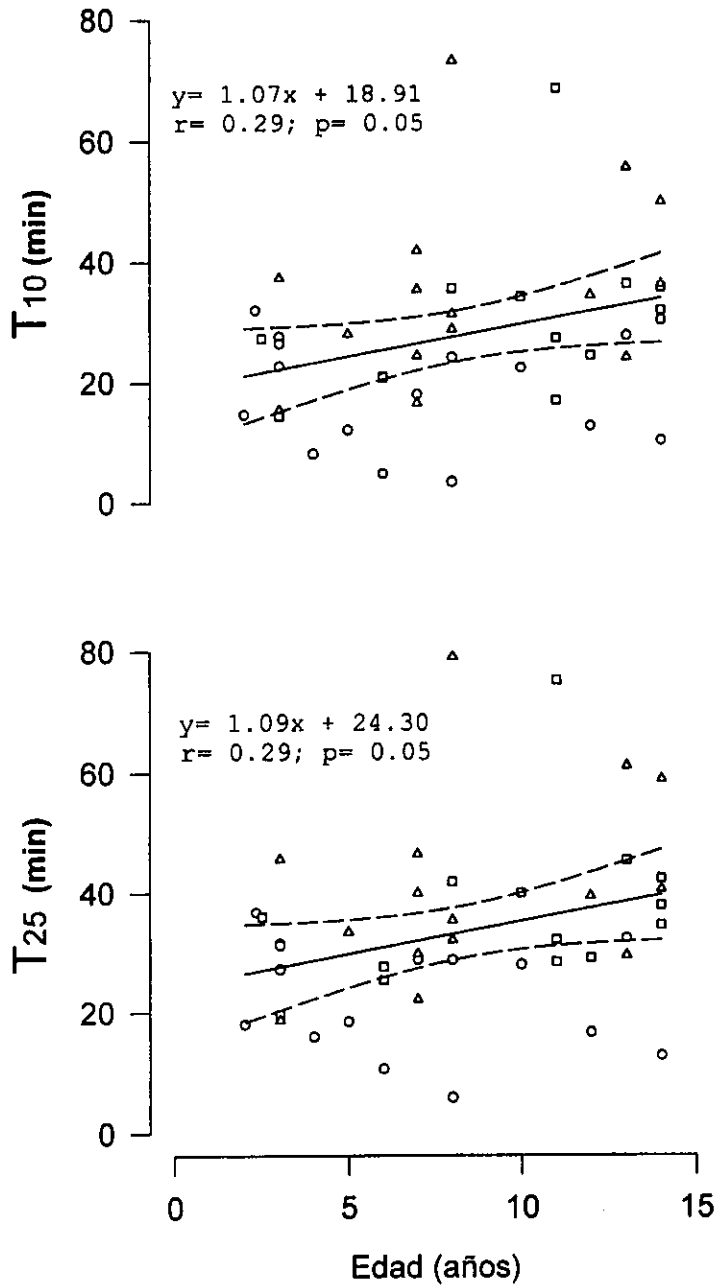 80
60
40
20
0
T10 (min)
y= 1.07x + 18.91
r= 0.29; p= 0.05
80
60
40
20
0
T25 (min)
y= 1.09x + 24.30
r= 0.29; p= 0.05
0 5 10 15
Edad (años)